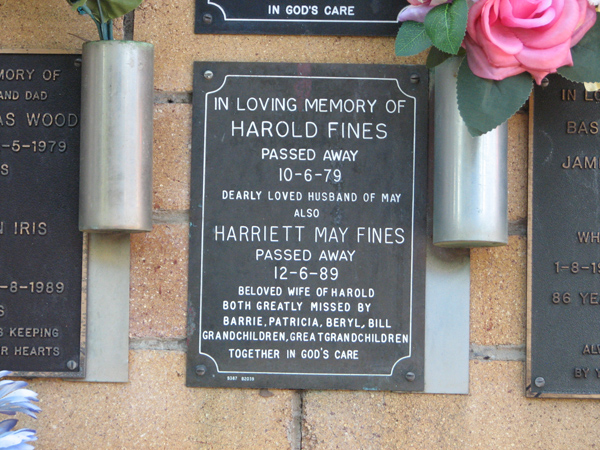 IN GOD'S CARE
MORY OF
AND DAD
AS WOOD
-5-1979
N IRIS
-8-1989
S KEEPING
R HEARTS
IN LOVING MEMORY OF
HAROLD FINES
PASSED AWAY
10-6-79
DEARLY LOVED HUSBAND OF MAY
ALSO
HARRIETT MAY FINES
PASSED AWAY
12-6-89
BELOVED WIFE OF HAROLD
BOTH GREATLY MISSED BY
BARRIE, PATRICIA, BERYL, BILL
GRANDCHILDREN, GREATGRANDCHILDREN
TOGETHER IN GOD'S CARE
IN LO
BAS
JAM
WH
1-8-19
86 YE
AL
BY Y